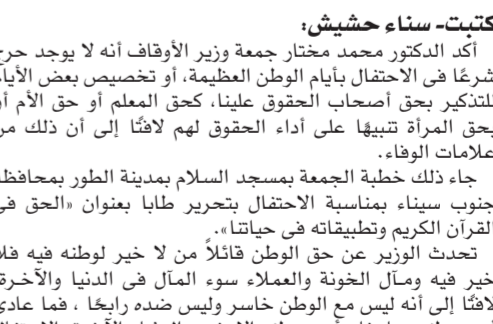 كتبت- سناء حشيش:
أكد الدكتور محمد مختار جمعة وزير الأوقاف أنه لا يوجد حرج
شرعًا فى الاحتفال بأيام الوطن العظيمة، أو تخصيص بعض الأيام
للتذكير بحق أصحاب الحقوق علينا، كحق المعلم أو حق الأم أو
بحق المرأة تنبيهًا على أداء الحقوق لهم لافتًا إلى أن ذلك من
علامات الوفاء.
جاء ذلك خطبة الجمعة بمسجد السلام بمدينة الطور بمحافظة
جنوب سيناء بمناسبة الاحتفال بتحرير طابا بعنوان «الحق فى
القرآن الكريم وتطبيقاته فى حياتنا».
تحدث الوزير عن حق الوطن قائلاً من لا خير لوطنه فيه فلا
خير فيه ومآل الخونة والعملاء سوء المآل فى الدنيا والآخرة،
لافتًا إلى أنه ليس مع الوطن خاسر وليس ضده رابحًا ، فما عادى